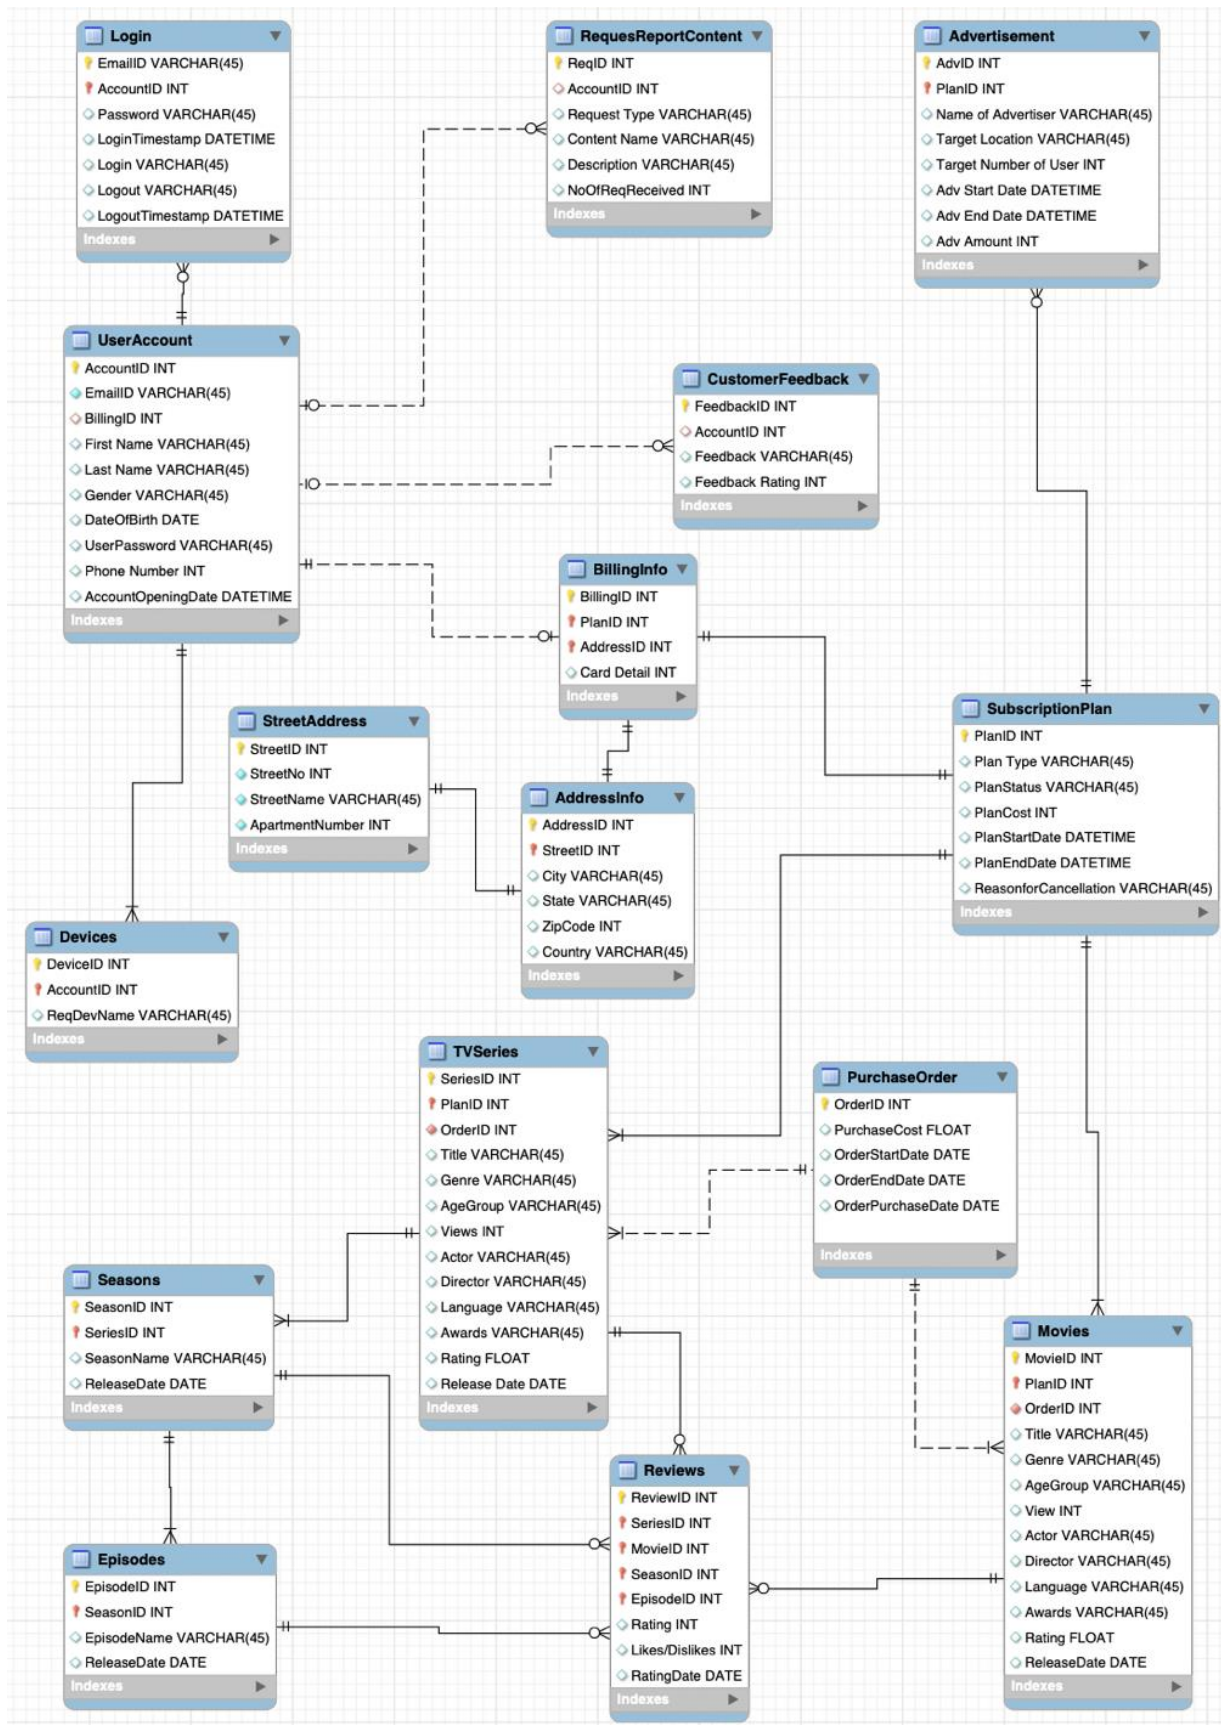 Login
EmailID VARCHAR(45)
AccountID INT
Password VARCHAR(45)
LoginTimestamp DATETIME
Login VARCHAR(45)
Logout VARCHAR(45)
LogoutTimestamp DATETIME
Indexes
RequesReportContent
ReqID INT
AccountID INT
Request Type VARCHAR(45)
Content Name VARCHAR(45)
Description VARCHAR(45)
NoOfReqReceived INT
Indexes
Advertisement
AdvID INT
PlanID INT
Name of Advertiser VARCHAR(45)
Target Location VARCHAR(45)
Target Number of User INT
Adv Start Date DATETIME
Adv End Date DATETIME
Adv Amount INT
Indexes
UserAccount
AccountID INT
EmailID VARCHAR(45)
BillingID INT
First Name VARCHAR(45)
Last Name VARCHAR(45)
Gender VARCHAR(45)
DateOfBirth DATE
UserPassword VARCHAR(45)
Phone Number INT
AccountOpeningDate DATETIME
Indexes
CustomerFeedback
FeedbackID INT
AccountID INT
Feedback VARCHAR(45)
Feedback Rating INT
Indexes
BillingInfo
BillingID INT
PlanID INT
AddressID INT
Card Detail INT
Indexes
StreetAddress
StreetID INT
StreetNo INT
StreetName VARCHAR(45)
ApartmentNumber INT
Indexes
SubscriptionPlan
PlanID INT
Plan Type VARCHAR(45)
PlanStatus VARCHAR(45)
PlanCost INT
PlanStartDate DATETIME
PlanEndDate DATETIME
ReasonforCancellation VARCHAR(45)
Indexes
AddressInfo
AddressID INT
StreetID INT
City VARCHAR(45)
State VARCHAR(45)
ZipCode INT
Country VARCHAR(45)
Indexes
Devices
DeviceID INT
AccountID INT
ReqDevName VARCHAR(45)
Indexes
TVSeries
SeriesID INT
PlanID INT
OrderID INT
Title VARCHAR(45)
Genre VARCHAR(45)
AgeGroup VARCHAR(45)
Views INT
Actor VARCHAR(45)
Director VARCHAR(45)
Language VARCHAR(45)
Awards VARCHAR(45)
Rating FLOAT
Release Date DATE
Indexes
PurchaseOrder
OrderID INT
PurchaseCost FLOAT
OrderStartDate DATE
OrderEndDate DATE
OrderPurchaseDate DATE
Indexes
Seasons
SeasonID INT
SeriesID INT
SeasonName VARCHAR(45)
ReleaseDate DATE
Indexes
Movies
MovieID INT
PlanID INT
OrderID INT
Title VARCHAR(45)
Genre VARCHAR(45)
AgeGroup VARCHAR(45)
View INT
Actor VARCHAR(45)
Director VARCHAR(45)
Language VARCHAR(45)
Awards VARCHAR(45)
Rating FLOAT
ReleaseDate DATE
Indexes
Reviews
ReviewID INT
SeriesID INT
MovieID INT
SeasonID INT
EpisodeID INT
Rating INT
Likes/Dislikes INT
RatingDate DATE
Indexes
Episodes
EpisodeID INT
SeasonID INT
EpisodeName VARCHAR(45)
ReleaseDate DATE
Indexes